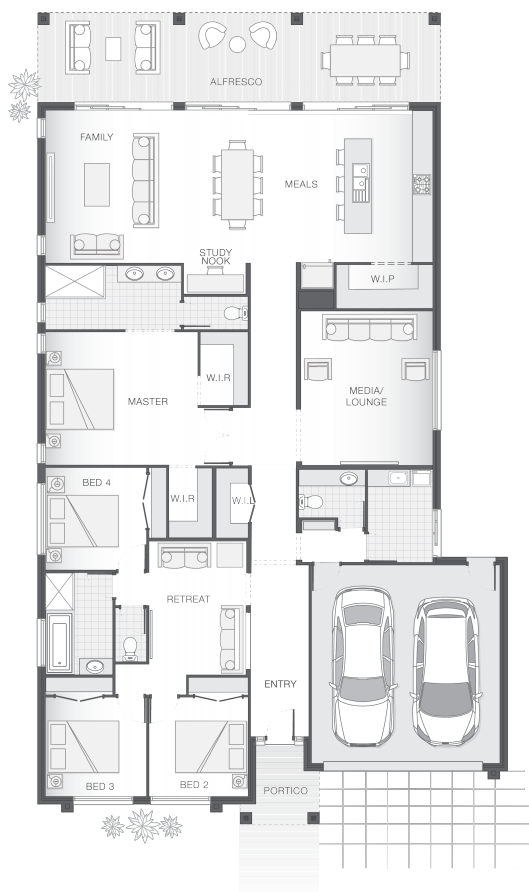 ALFRESCO
FAMILY
MEALS
STUDY
NOOK
W.I.P
W.I.R
MASTER
MEDIA/
LOUNGE
BED 4
W.I.R
W.I.L
RETREAT
ENTRY
BED 3
BED 2
PORTICO